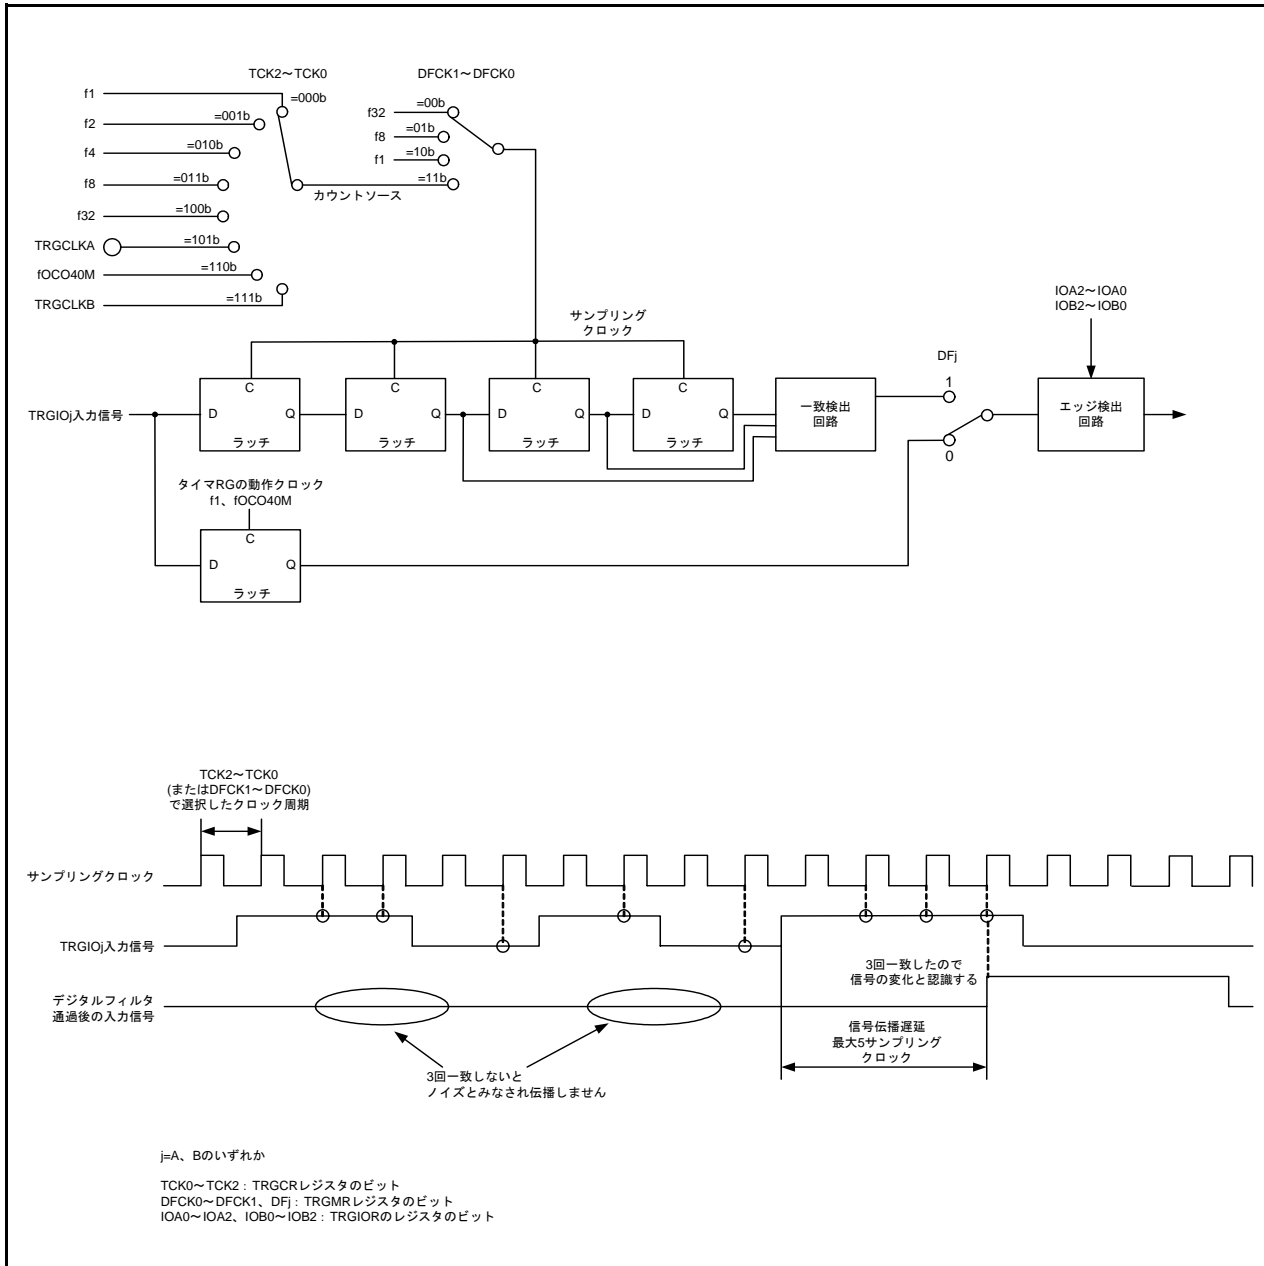 TCK2～TCK0
DFCK1～DFCK0
f1
=000b
f2
=001b
f4
=010b
f8
=011b
f32
=100b
TRGCLKA
=101b
fOCO40M
=110b
TRGCLKB
=111b
カウントソース
f32
=00b
f8
=01b
f1
=10b
=11b
サンプリング
クロック
IOA2～IOA0
IOB2～IOB0
TRGIOj入力信号
C
D
Q
ラッチ
C
D
Q
ラッチ
C
D
Q
ラッチ
C
D
Q
ラッチ
一致検出
回路
DFj
1
0
エッジ検出
回路
タイマRGの動作クロック
f1、fOCO40M
C
D
Q
ラッチ
TCK2～TCK0
(またはDFCK1～DFCK0)
で選択したクロック周期
サンプリングクロック
TRGIOj入力信号
3回一致したので
信号の変化と認識する
デジタルフィルタ
通過後の入力信号
信号伝播遅延
最大5サンプリング
クロック
3回一致しないと
ノイズとみなされ伝播しません
j=A、Bのいずれか
TCK0～TCK2：TRGCRレジスタのビット
DFCK0～DFCK1、DFj：TRGMRレジスタのビット
IOA0～IOA2、IOB0～IOB2：TRGIORのレジスタのビット